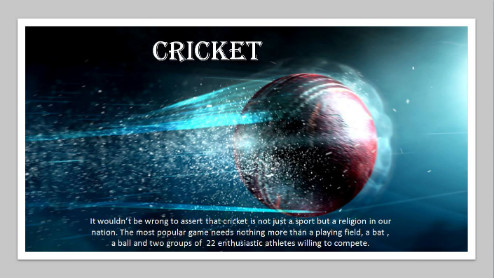 CRICKET
It wouldn't be wrong to assert that cricket is not just a sport but a religion in our
nation. The most popular game needs nothing more than a playing field, a bat ,
a ball and two groups of 22 enthusiastic athletes willing to compete.